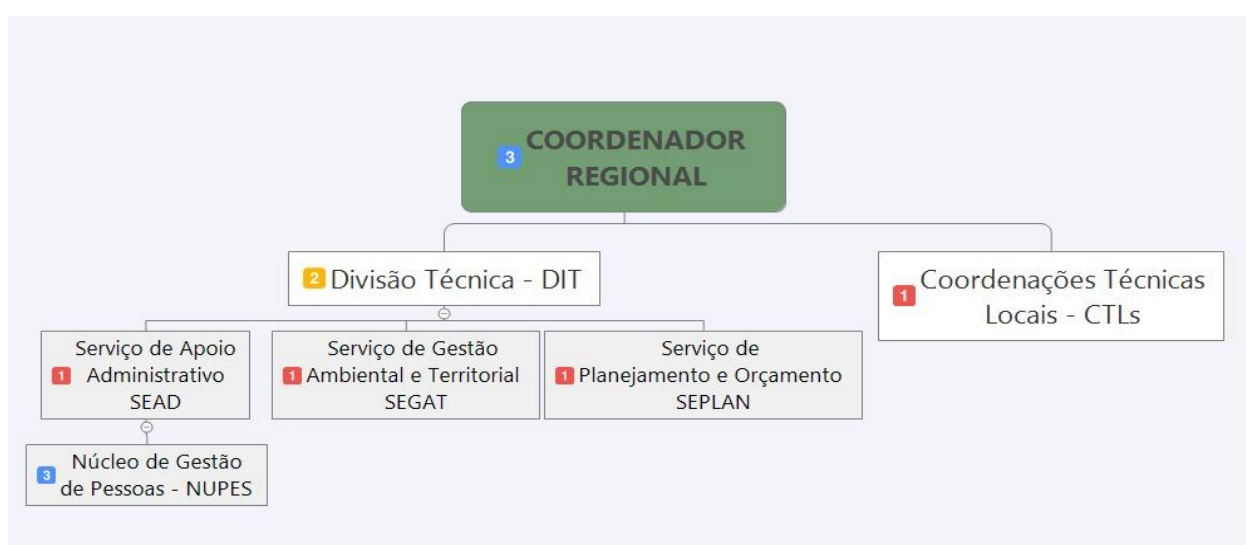 3 COORDENADOR
REGIONAL
2 Divisão Técnica - DIT
1 Coordenações Técnicas
Locais - CTLs
Serviço de Apoio
1 Administrativo
SEAD
Serviço de Gestão
1 Ambiental e Territorial
SEGAT
Serviço de
1 Planejamento e Orçamento
SEPLAN
Núcleo de Gestão
3 de Pessoas - NUPES